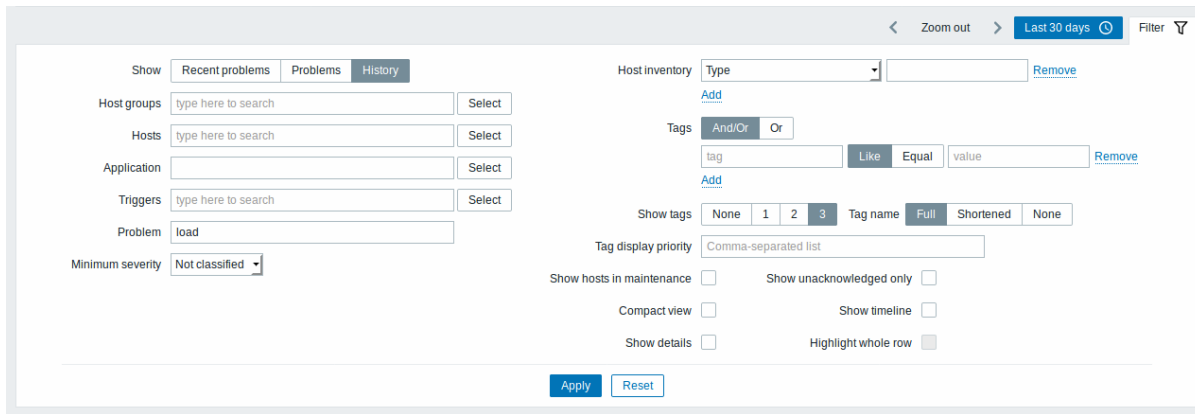 Zoom out Last 30 days Filter
Show Recent problems Problems History Host inventory Type Remove
Add
Host groups type here to search Select
Hosts type here to search Select Tags And/Or Or
tag Like Equal value Remove
Application Select
Add
Triggers type here to search Select
Show tags None 1 2 3 Tag name Full Shortened None
Problem load
Tag display priority Comma-separated list
Minimum severity Not classified
Show hosts in maintenance Show unacknowledged only
Compact view Show timeline
Show details Highlight whole row
Apply Reset